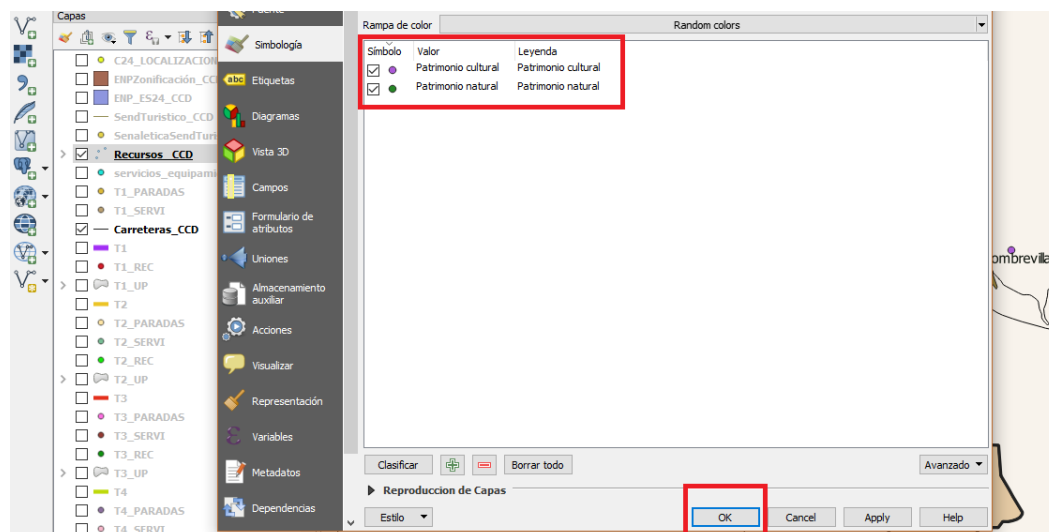 Capas
C24_LOCALIZACION
ENPZonificación_CC
ENP_ES24_CCD
SendTuristico_CCD
SenaleticaSendTuri
Recursos_CCD
servicios_equipami
T1_PARADAS
T1_SERVI
Carreteras_CCD
T1
T1_REC
T1_UP
T2
T2_PARADAS
T2_SERVI
T2_REC
T2_UP
T3
T3_PARADAS
T3_SERVI
T3_REC
T3_UP
T4
T4_PARADAS
T4_SERVI
Simbología
abc Etiquetas
Diagramas
Vista 3D
Campos
Formulario de
atributos
Uniones
Almacenamiento
auxiliar
Acciones
Visualizar
Representación
Variables
Metadatos
Dependencias
Rampa de color Random colors
Símbolo Valor Leyenda
Patrimonio cultural Patrimonio cultural
Patrimonio natural Patrimonio natural
Clasificar Borrar todo Avanzado
Reproduccion de Capas
Estilo OK Cancel Apply Help
ombrevilla